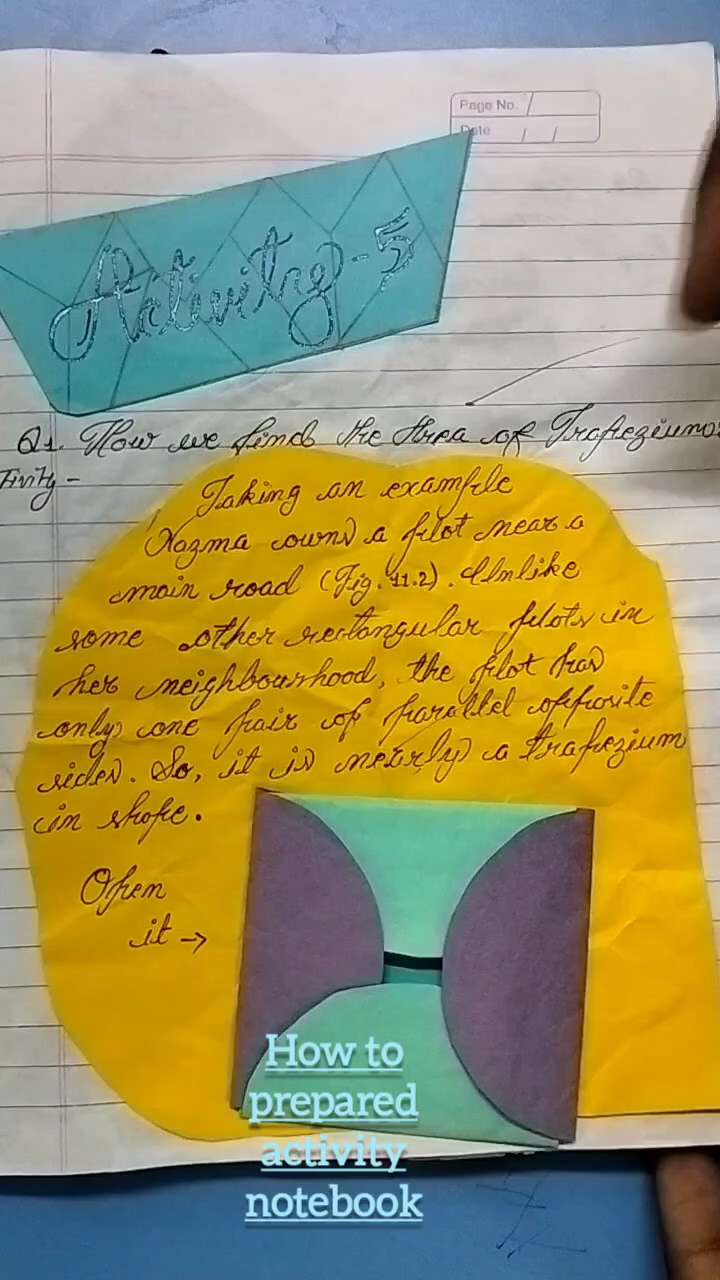 Page No.
Date
Activity-5
Q1. How we find the Area of Trapezium
Tivity -
Taking an example
Nazma owns a plot near a
main road (Fig. 11.2). Unlike
some other rectangular plots in
her neighbourhood, the plot has
only one pair of parallel opposite
sides. So, it is nearly a trapezium
in shape.
Open
it →
How to
prepared
activity
notebook